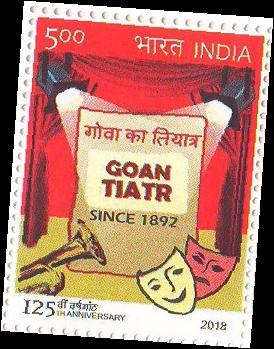 5.00 भारत INDIA
गोवा का तियात्र
GOAN
TIATR
SINCE 1892
125वीं वर्षगाँठ
TH ANNIVERSARY
2018